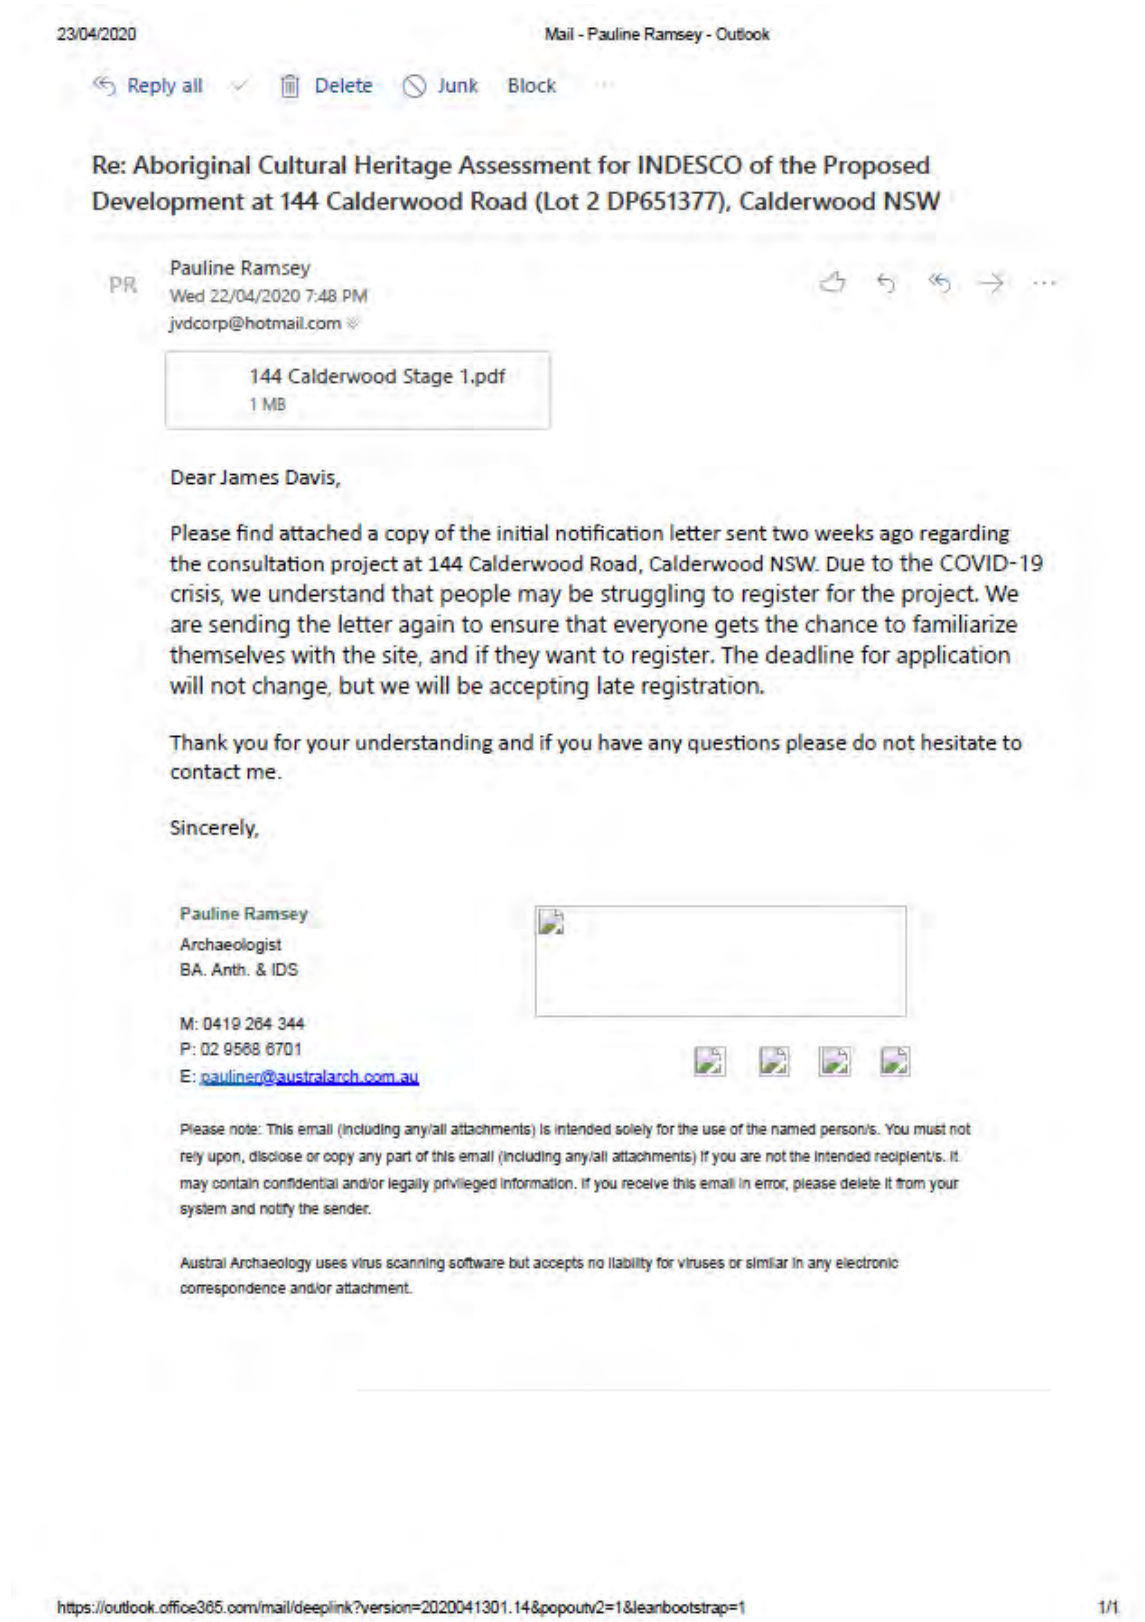 23/04/2020
Mail - Pauline Ramsey - Outlook
Reply all
Delete
Junk
Block
Re: Aboriginal Cultural Heritage Assessment for INDESCO of the Proposed
Development at 144 Calderwood Road (Lot 2 DP651377), Calderwood NSW
PR
Pauline Ramsey
Wed 22/04/2020 7:48 PM
jvdcorp@hotmail.com
144 Calderwood Stage 1.pdf
1 MB
Dear James Davis,
Please find attached a copy of the initial notification letter sent two weeks ago regarding
the consultation project at 144 Calderwood Road, Calderwood NSW. Due to the COVID-19
crisis, we understand that people may be struggling to register for the project. We
are sending the letter again to ensure that everyone gets the chance to familiarize
themselves with the site, and if they want to register. The deadline for application
will not change, but we will be accepting late registration.
Thank you for your understanding and if you have any questions please do not hesitate to
contact me.
Sincerely,
Pauline Ramsey
Archaeologist
BA. Anth. & IDS
M: 0419 264 344
P: 02 9568 6701
E: pauliner@australarch.com.au
Please note: This email (including any/all attachments) is intended solely for the use of the named person/s. You must not
rely upon, disclose or copy any part of this email (including any/all attachments) if you are not the intended recipient/s. It
may contain confidential and/or legally privileged information. If you receive this email in error, please delete it from your
system and notify the sender.
Austral Archaeology uses virus scanning software but accepts no liability for viruses or similar in any electronic
correspondence and/or attachment.
https://outlook.office365.com/mail/deeplink?version=2020041301.14&popoutv2=1&leanbootstrap=1
1/1